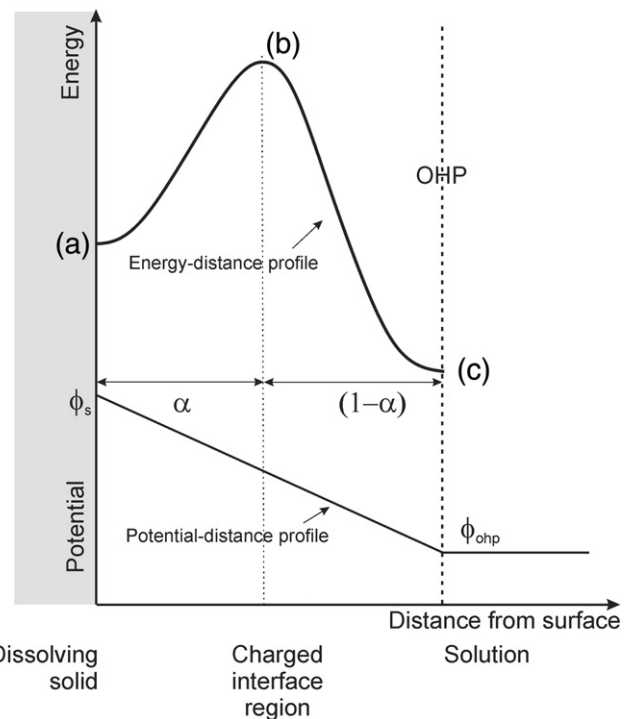 Energy
(b)
OHP
(a)
Energy-distance profile
(c)
ϕs
α
(1–α)
Potential
Potential-distance profile
ϕohp
Distance from surface
Dissolving
solid
Charged
interface
region
Solution